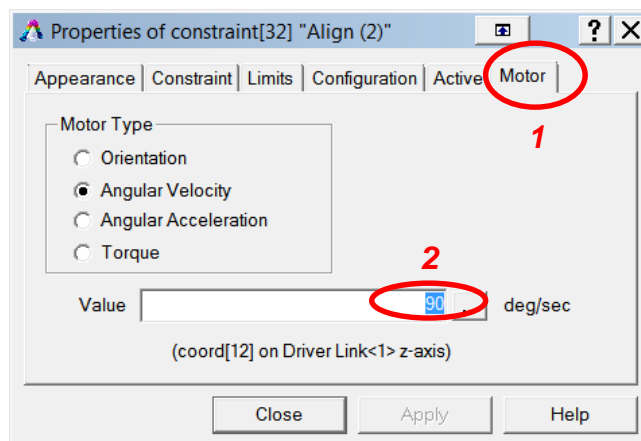 Properties of constraint[32] "Align (2)" ? X
Appearance Constraint Limits Configuration Active Motor
1
Motor Type
Orientation
Angular Velocity
Angular Acceleration
Torque
2
Value 90 ... deg/sec
(coord[12] on Driver Link<1> z-axis)
Close Apply Help